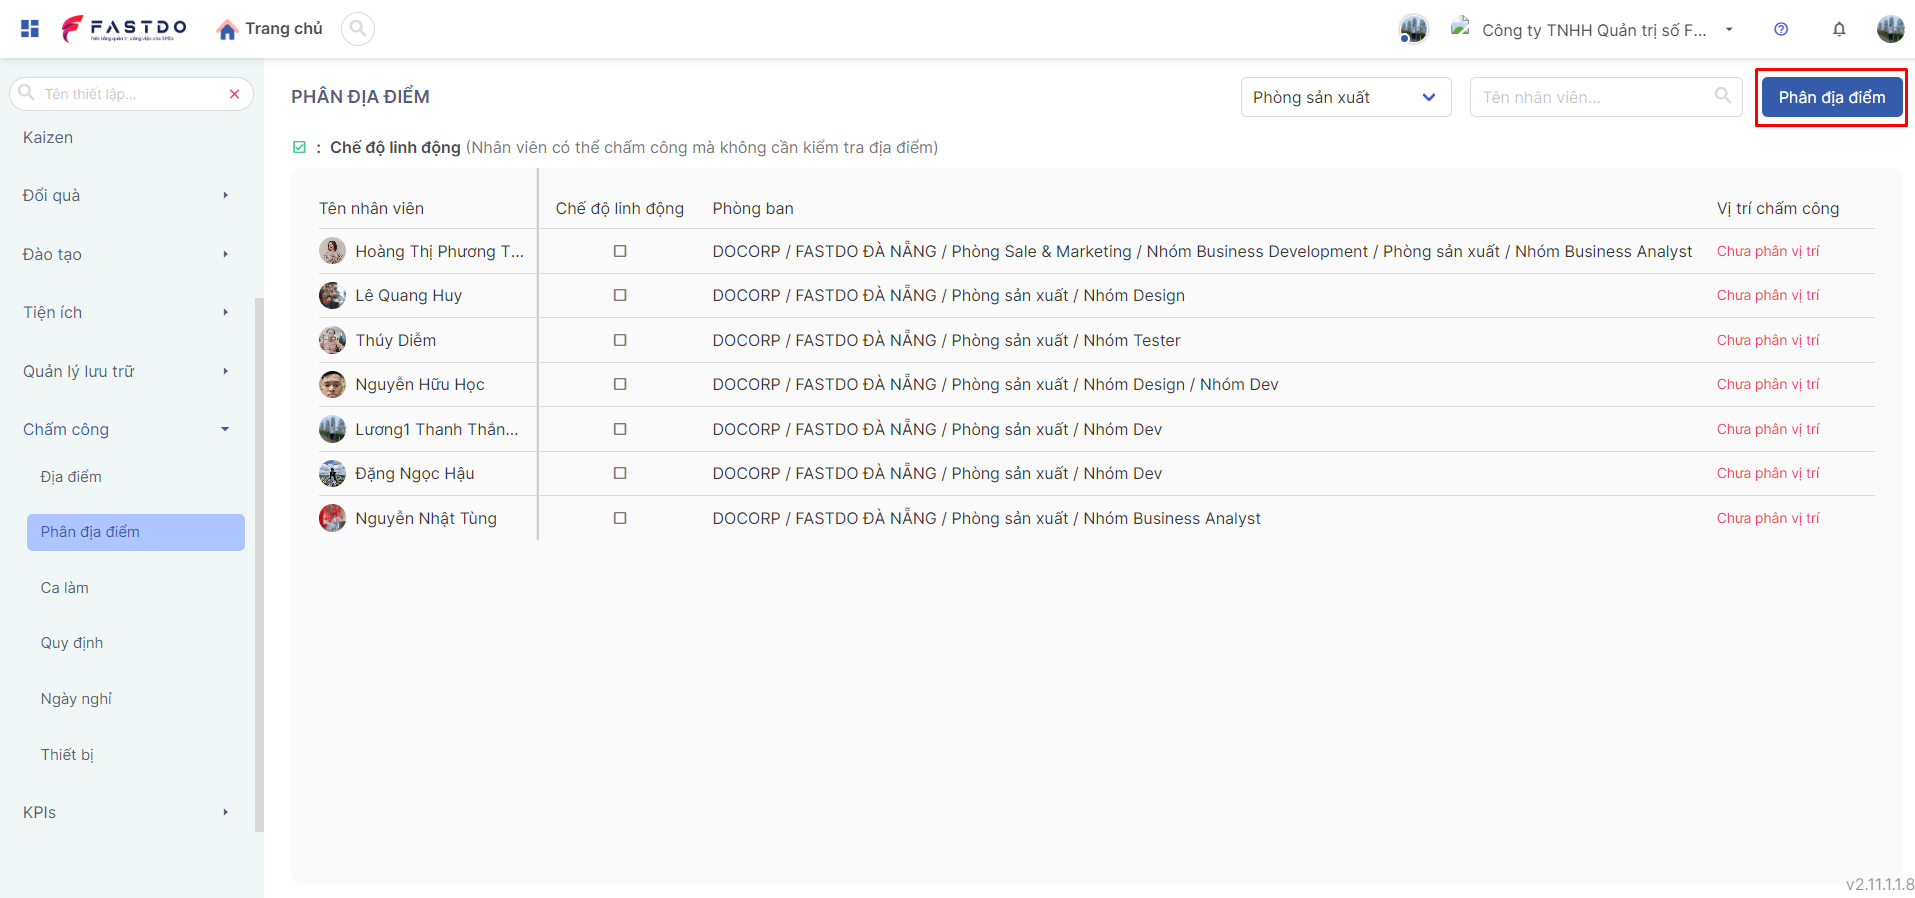 FASTDO
Trang chủ
Công ty TNHH Quản trị số F...
Tên thiết lập...
Kaizen
Đổi quà
Đào tạo
Tiện ích
Quản lý lưu trữ
Chấm công
Địa điểm
Phân địa điểm
Ca làm
Quy định
Ngày nghỉ
Thiết bị
KPIs
PHÂN ĐỊA ĐIỂM
Phòng sản xuất
Tên nhân viên...
Phân địa điểm
: Chế độ linh động (Nhân viên có thể chấm công mà không cần kiểm tra địa điểm)
Tên nhân viên Chế độ linh động Phòng ban Vị trí chấm công
Hoàng Thị Phương T... DOCORP / FASTDO ĐÀ NẴNG / Phòng Sale & Marketing / Nhóm Business Development / Phòng sản xuất / Nhóm Business Analyst Chưa phân vị trí
Lê Quang Huy DOCORP / FASTDO ĐÀ NẴNG / Phòng sản xuất / Nhóm Design Chưa phân vị trí
Thúy Diễm DOCORP / FASTDO ĐÀ NẴNG / Phòng sản xuất / Nhóm Tester Chưa phân vị trí
Nguyễn Hữu Học DOCORP / FASTDO ĐÀ NẴNG / Phòng sản xuất / Nhóm Design / Nhóm Dev Chưa phân vị trí
Lương1 Thanh Thắn... DOCORP / FASTDO ĐÀ NẴNG / Phòng sản xuất / Nhóm Dev Chưa phân vị trí
Đặng Ngọc Hậu DOCORP / FASTDO ĐÀ NẴNG / Phòng sản xuất / Nhóm Dev Chưa phân vị trí
Nguyễn Nhật Tùng DOCORP / FASTDO ĐÀ NẴNG / Phòng sản xuất / Nhóm Business Analyst Chưa phân vị trí
v2.11.1.1.8